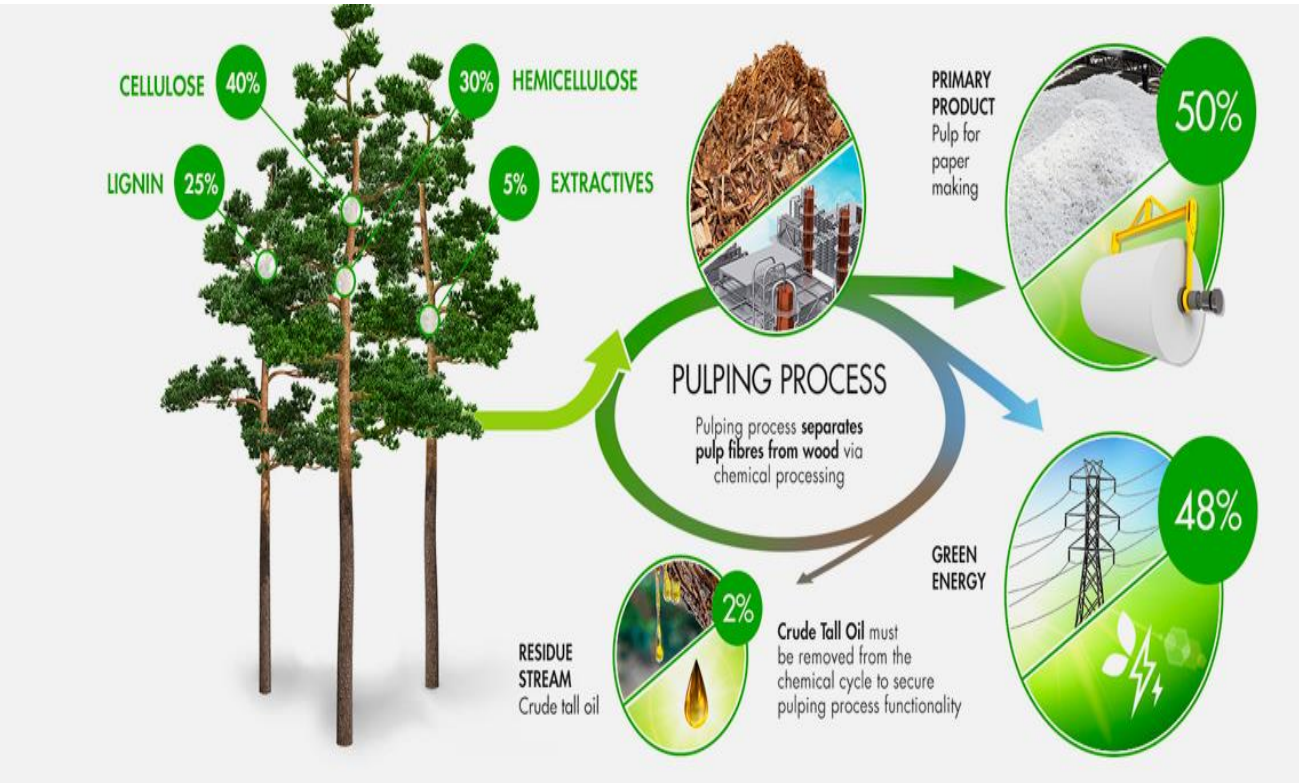 CELLULOSE 40%
30% HEMICELLULOSE
LIGNIN 25%
5% EXTRACTIVES
PRIMARY
PRODUCT
Pulp for
paper
making
50%
PULPING PROCESS
Pulping process separates
pulp fibres from wood via
chemical processing
GREEN
ENERGY
48%
RESIDUE
STREAM
Crude tall oil
2%
Crude Tall Oil must
be removed from the
chemical cycle to secure
pulping process functionality